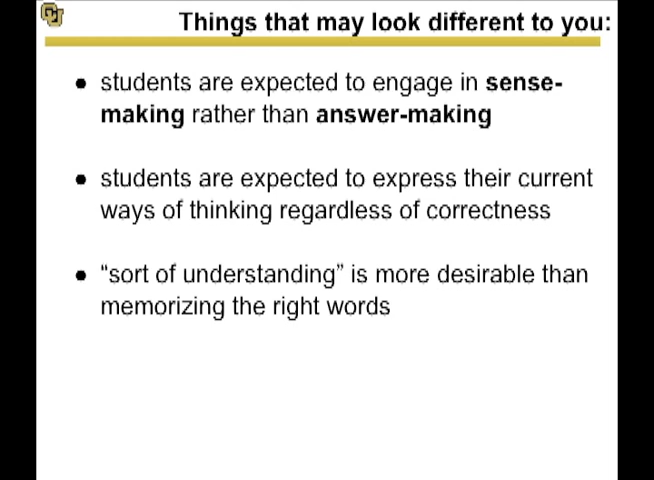 CU
Things that may look different to you:
• students are expected to engage in sense-
making rather than answer-making
• students are expected to express their current
ways of thinking regardless of correctness
• “sort of understanding” is more desirable than
memorizing the right words